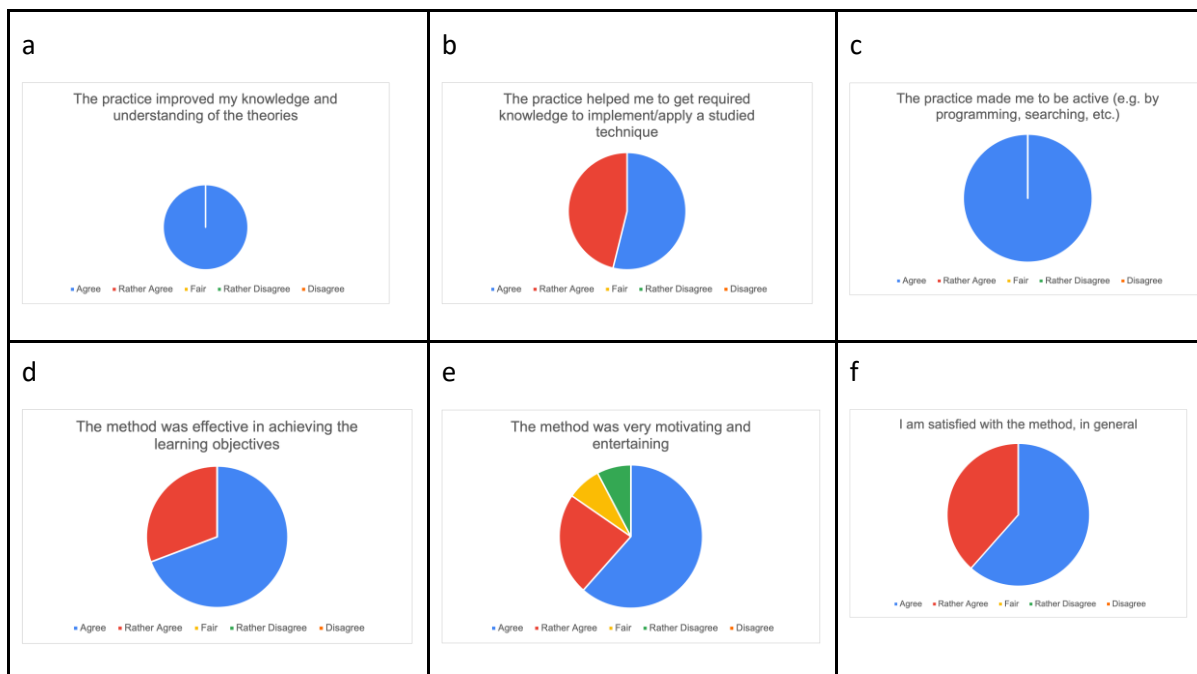 a
The practice improved my knowledge and
understanding of the theories
Agree Rather Agree Fair Rather Disagree Disagree
b
The practice helped me to get required
knowledge to implement/apply a studied
technique
Agree Rather Agree Fair Rather Disagree Disagree
c
The practice made me to be active (e.g. by
programming, searching, etc.)
Agree Rather Agree Fair Rather Disagree Disagree
d
The method was effective in achieving the
learning objectives
Agree Rather Agree Fair Rather Disagree Disagree
e
The method was very motivating and
entertaining
Agree Rather Agree Fair Rather Disagree Disagree
f
I am satisfied with the method, in general
Agree Rather Agree Fair Rather Disagree Disagree